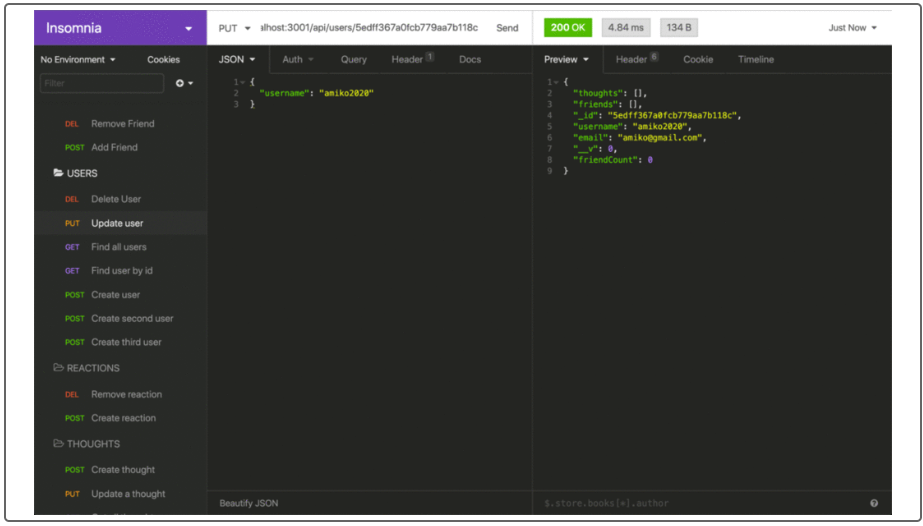 Insomnia
PUT alhost:3001/api/users/5edff367a0fcb779aa7b118c Send
200 OK 4.84 ms 134 B
Just Now
No Environment Cookies
JSON Auth Query Header 1 Docs
Preview Header 6 Cookie Timeline
Filter
1 {
2 "username": "amiko2020"
3 }
1 {
2 "thoughts": [],
3 "friends": [],
4 "_id": "5edff367a0fcb779aa7b118c",
5 "username": "amiko2020",
6 "email": "amiko@gmail.com",
7 "__v": 0,
8 "friendCount": 0
9 }
DEL Remove Friend
POST Add Friend
USERS
DEL Delete User
PUT Update user
GET Find all users
GET Find user by id
POST Create user
POST Create second user
POST Create third user
REACTIONS
DEL Remove reaction
POST Create reaction
THOUGHTS
POST Create thought
PUT Update a thought
Beautify JSON
$.store.books[*].author